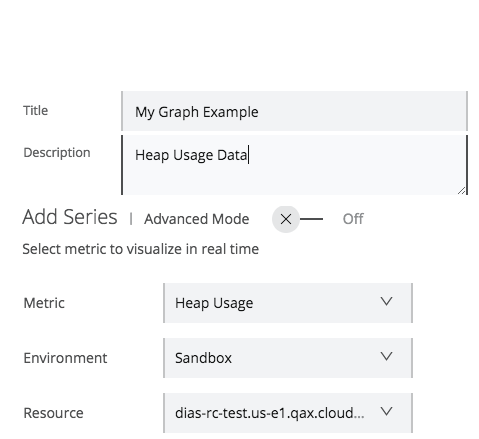 Title My Graph Example
Description Heap Usage Data
Add Series | Advanced Mode Off
Select metric to visualize in real time
Metric Heap Usage
Environment Sandbox
Resource dias-rc-test.us-e1.qax.cloud...